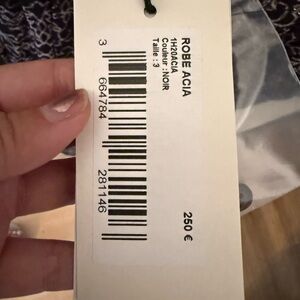 ROBE ACIA
1H20ACIA
Couleur : NOIR
Taille : 3
3 664784 281146
250 €